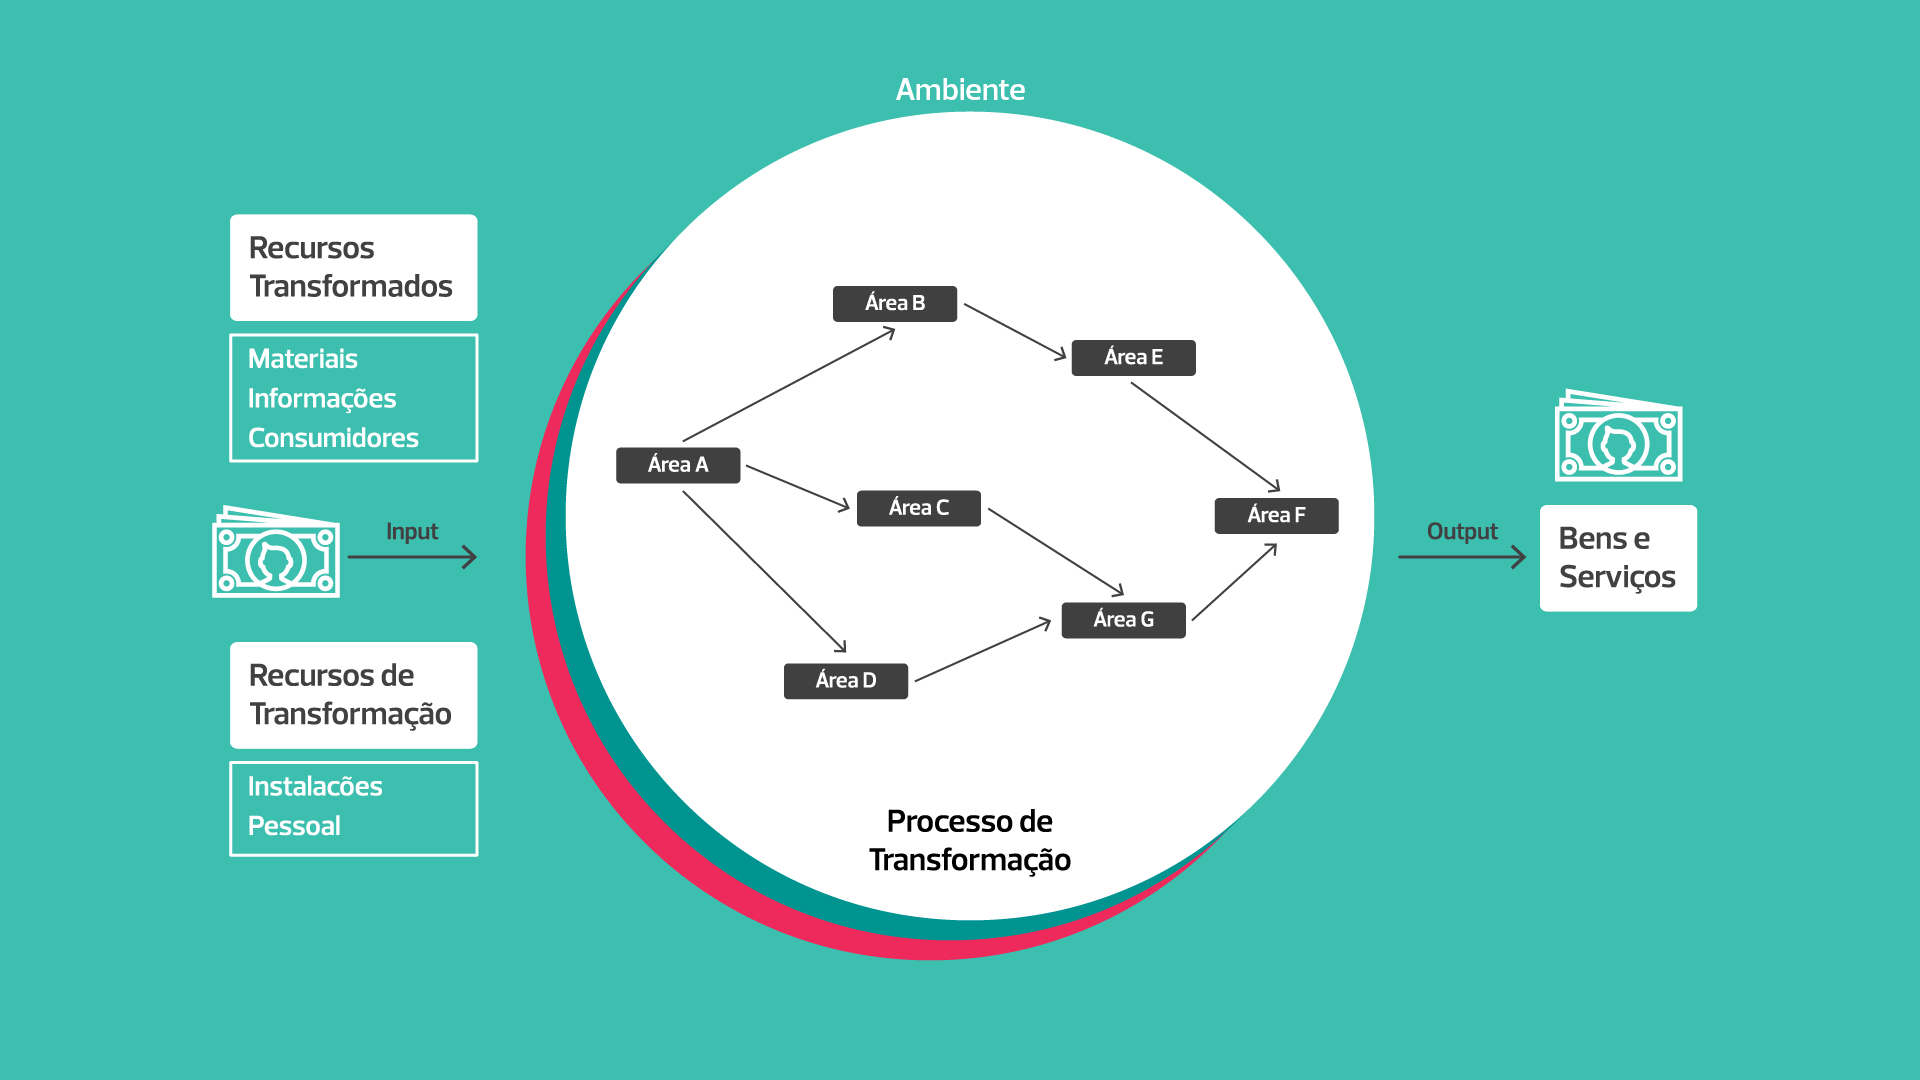 Ambiente
Recursos
Transformados
Materiais
Informações
Consumidores
Input
Recursos de
Transformação
Instalacões
Pessoal
Área B
Área E
Área A
Área C
Área F
Área G
Área D
Processo de
Transformação
Output
Bens e
Serviços